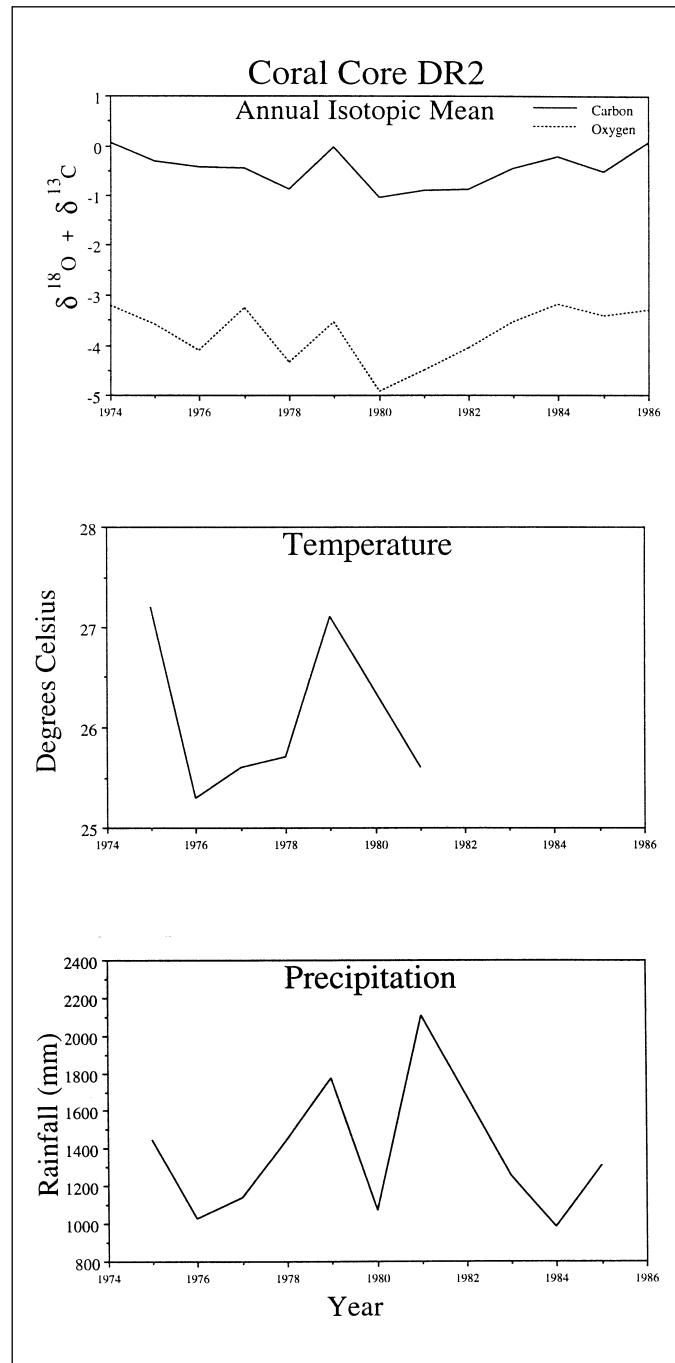 Coral Core DR2
Annual Isotopic Mean
Carbon
Oxygen
δ 18O + δ 13C
1
0
-1
-2
-3
-4
-5
1974 1976 1978 1980 1982 1984 1986
Temperature
Degrees Celsius
28
27
26
25
1974 1976 1978 1980 1982 1984 1986
Precipitation
Rainfall (mm)
2400
2200
2000
1800
1600
1400
1200
1000
800
1974 1976 1978 1980 1982 1984 1986
Year